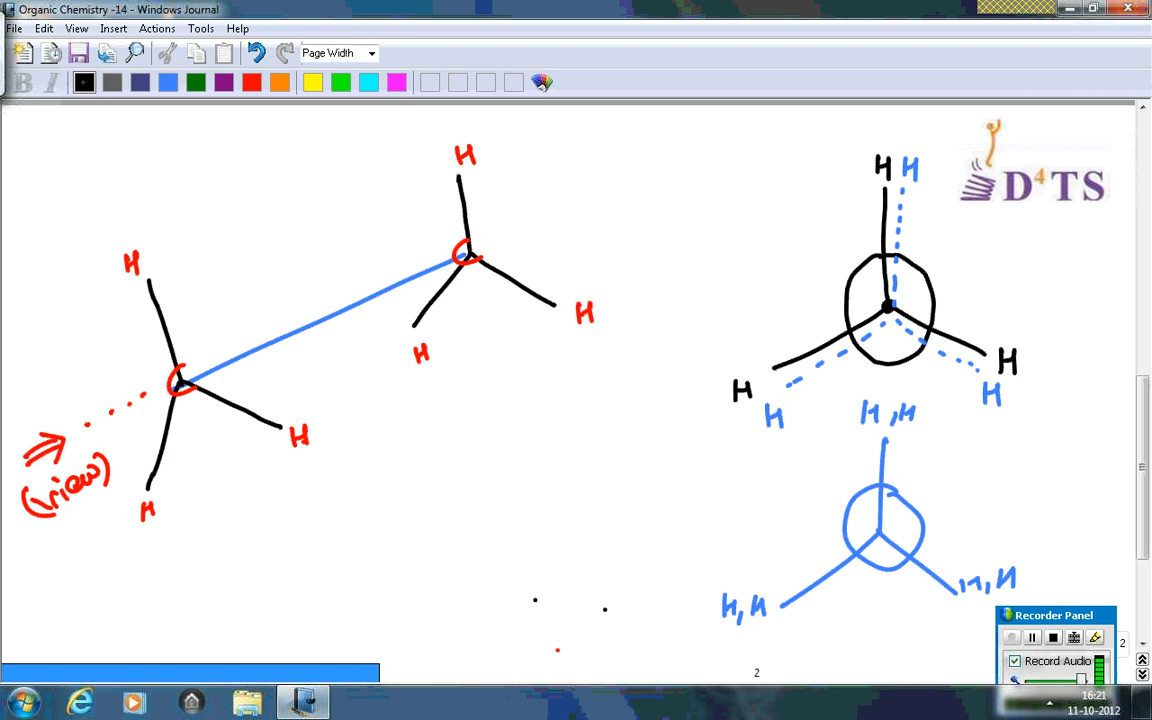 Organic Chemistry -14 - Windows Journal
File Edit View Insert Actions Tools Help
Page Width
B I
H
H
H
H
C
H
H
(view)
C
H
H
H H
D4TS
H
H
H
H
H, H
H, H
H, H
Recorder Panel
Record Audio
2
2
16:21
11-10-2012